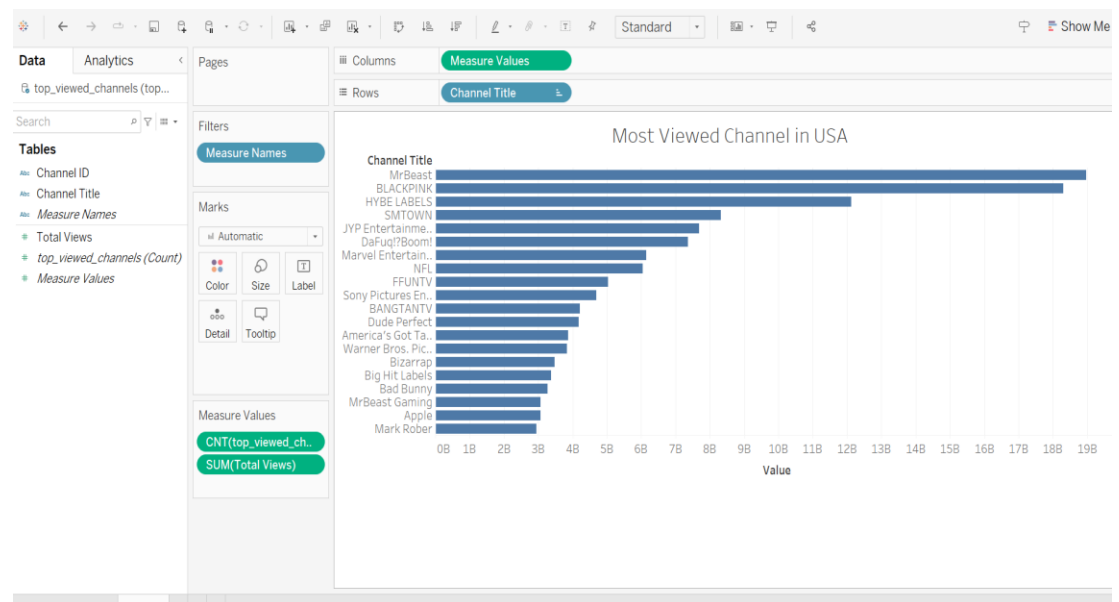 Standard
Show Me
Data
Analytics
Pages
Columns
Measure Values
top_viewed_channels (top...
Rows
Channel Title
Search
Filters
Measure Names
Tables
Abc Channel ID
Abc Channel Title
Abc Measure Names
Total Views
top_viewed_channels (Count)
Measure Values
Marks
Automatic
Color
Size
Label
Detail
Tooltip
Measure Values
CNT(top_viewed_ch..
SUM(Total Views)
Most Viewed Channel in USA
Channel Title
MrBeast
BLACKPINK
HYBE LABELS
SMTOWN
JYP Entertainme..
DaFuq!?Boom!
Marvel Entertain..
NFL
FFUNTV
Sony Pictures En..
BANGTANTV
Dude Perfect
America's Got Ta..
Warner Bros. Pic..
Bizarrap
Big Hit Labels
Bad Bunny
MrBeast Gaming
Apple
Mark Rober
0B 1B 2B 3B 4B 5B 6B 7B 8B 9B 10B 11B 12B 13B 14B 15B 16B 17B 18B 19B
Value